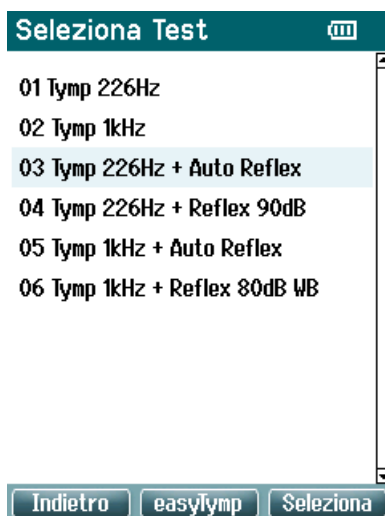 Seleziona Test
01 Tymp 226Hz
02 Tymp 1kHz
03 Tymp 226Hz + Auto Reflex
04 Tymp 226Hz + Reflex 90dB
05 Tymp 1kHz + Auto Reflex
06 Tymp 1kHz + Reflex 80dB WB
Indietro easyTymp Seleziona